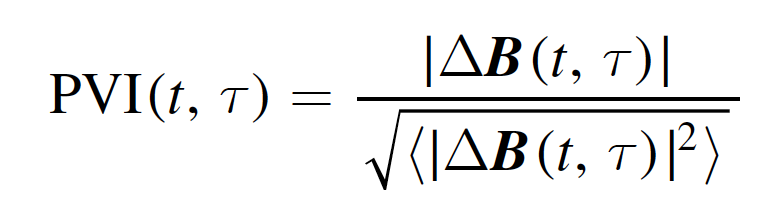 PVI(t, τ) = |ΔB(t, τ)| / √⟨|ΔB(t, τ)|²⟩